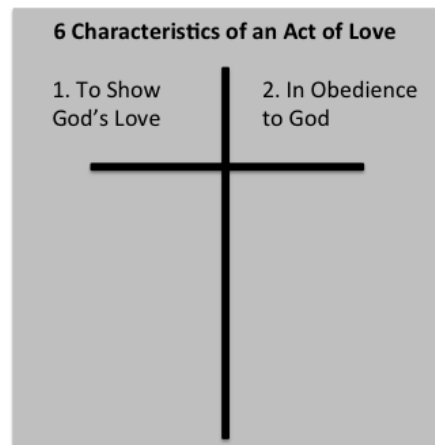 6 Characteristics of an Act of Love
1. To Show
God's Love
2. In Obedience
to God